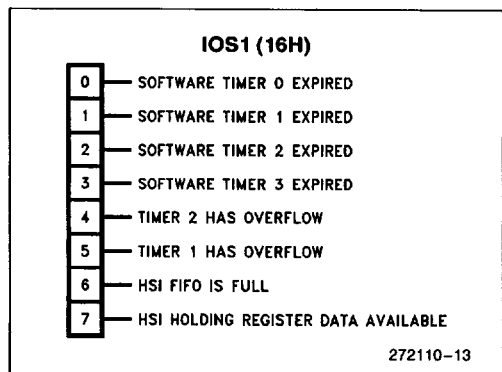 IOS1 (16H)
0 SOFTWARE TIMER 0 EXPIRED
1 SOFTWARE TIMER 1 EXPIRED
2 SOFTWARE TIMER 2 EXPIRED
3 SOFTWARE TIMER 3 EXPIRED
4 TIMER 2 HAS OVERFLOW
5 TIMER 1 HAS OVERFLOW
6 HSI FIFO IS FULL
7 HSI HOLDING REGISTER DATA AVAILABLE
272110-13